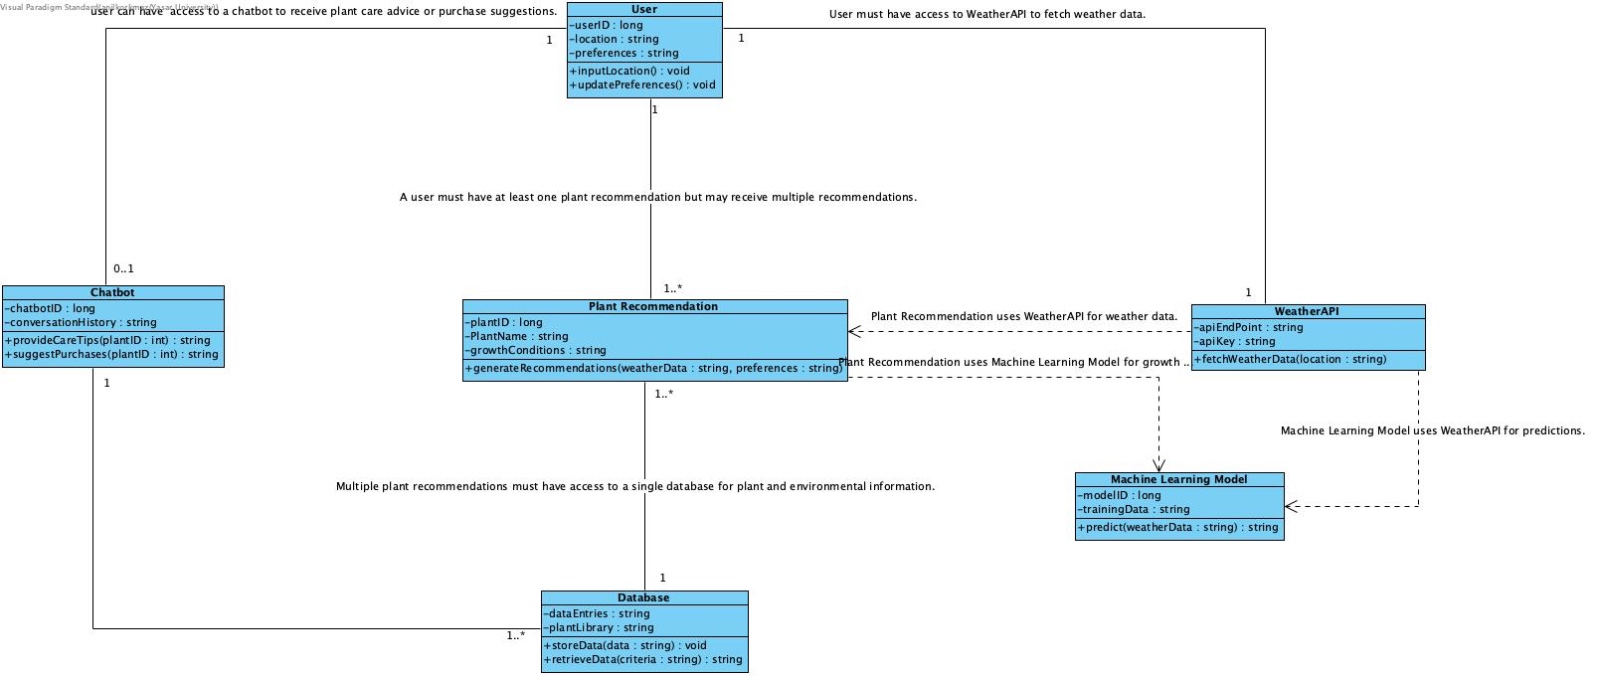 Visual Paradigm Standard
user can have access to a chatbot to receive plant care advice or purchase suggestions.
User must have access to WeatherAPI to fetch weather data.
User
-userID : long
-location : string
-preferences : string
+inputLocation() : void
+updatePreferences() : void
1
1
1
A user must have at least one plant recommendation but may receive multiple recommendations.
0..1
1..*
1
Chatbot
-chatbotID : long
-conversationHistory : string
+provideCareTips(plantID : int) : string
+suggestPurchases(plantID : int) : string
Plant Recommendation
-plantID : long
-PlantName : string
-growthConditions : string
+generateRecommendations(weatherData : string, preferences : string)
Plant Recommendation uses WeatherAPI for weather data.
Plant Recommendation uses Machine Learning Model for growth ..
WeatherAPI
-apiEndPoint : string
-apiKey : string
+fetchWeatherData(location : string)
1
1..*
Machine Learning Model uses WeatherAPI for predictions.
Machine Learning Model
-modelID : long
-trainingData : string
+predict(weatherData : string) : string
Multiple plant recommendations must have access to a single database for plant and environmental information.
1
1..*
Database
-dataEntries : string
-plantLibrary : string
+storeData(data : string) : void
+retrieveData(criteria : string) : string